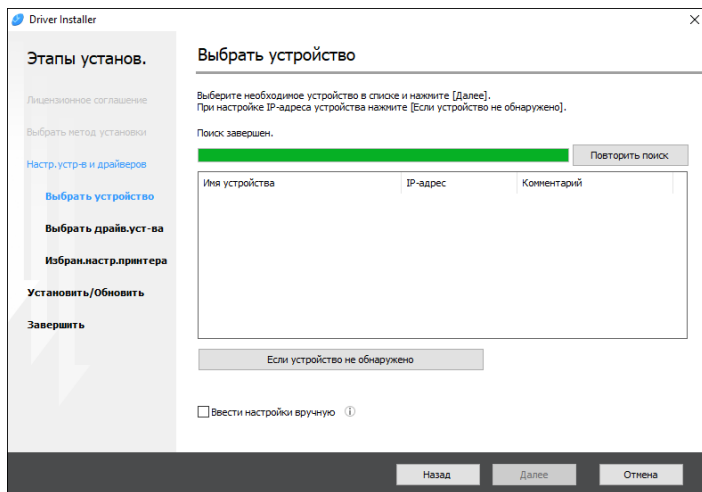 Driver Installer
Этапы установ.
Лицензионное соглашение
Выбрать метод установки
Настр.устр-в и драйверов
Выбрать устройство
Выбрать драйв.уст-ва
Избран.настр.принтера
Установить/Обновить
Завершить
Выбрать устройство
Выберите необходимое устройство в списке и нажмите [Далее].
При настройке IP-адреса устройства нажмите [Если устройство не обнаружено].
Поиск завершен.
Повторить поиск
Имя устройства IP-адрес Комментарий
Если устройство не обнаружено
Ввести настройки вручную
Назад Далее Отмена